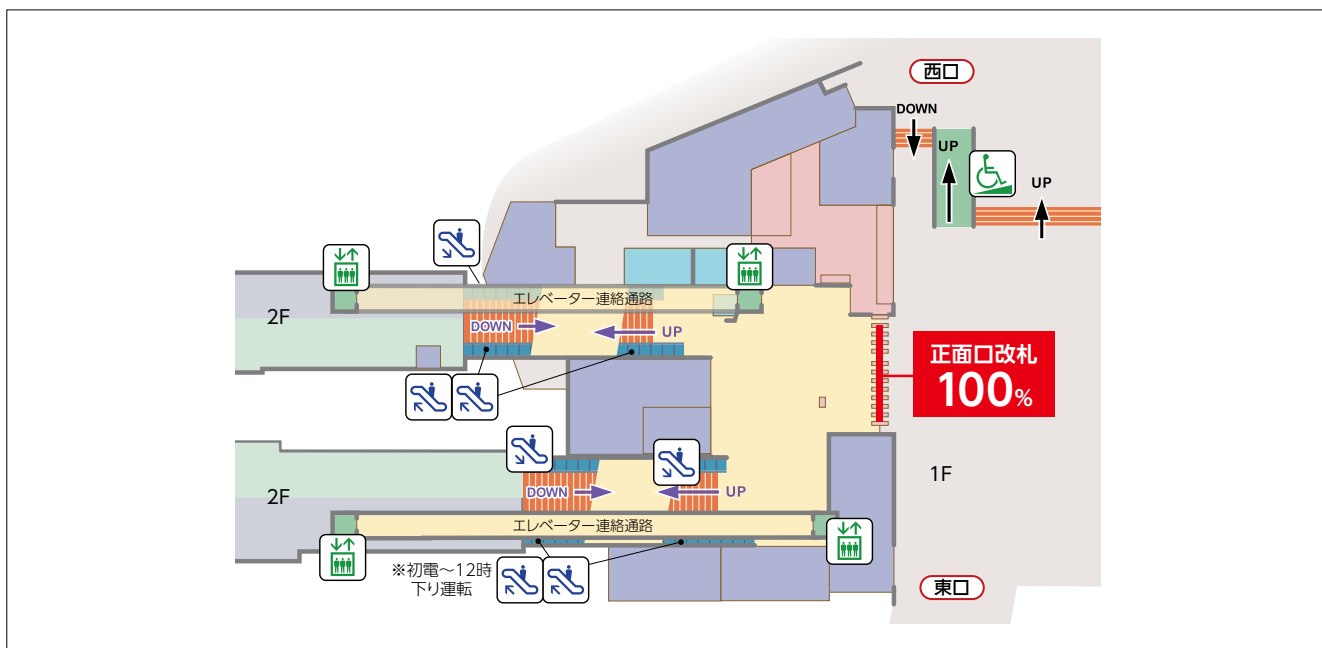 西口
DOWN
UP
UP
エレベーター連絡通路
2F
DOWN
UP
正面口改札
100%
DOWN
UP
2F
1F
エレベーター連絡通路
※初電～12時
下り運転
東口